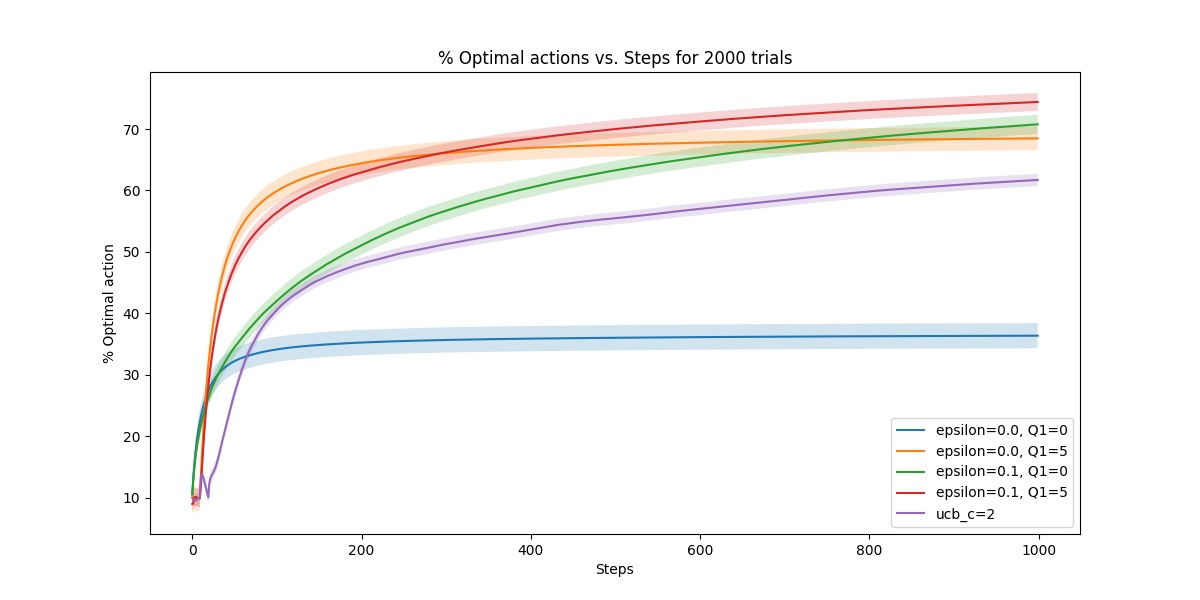 % Optimal actions vs. Steps for 2000 trials
% Optimal action
70
60
50
40
30
20
10
0
200
400
600
800
1000
Steps
epsilon=0.0, Q1=0
epsilon=0.0, Q1=5
epsilon=0.1, Q1=0
epsilon=0.1, Q1=5
ucb_c=2